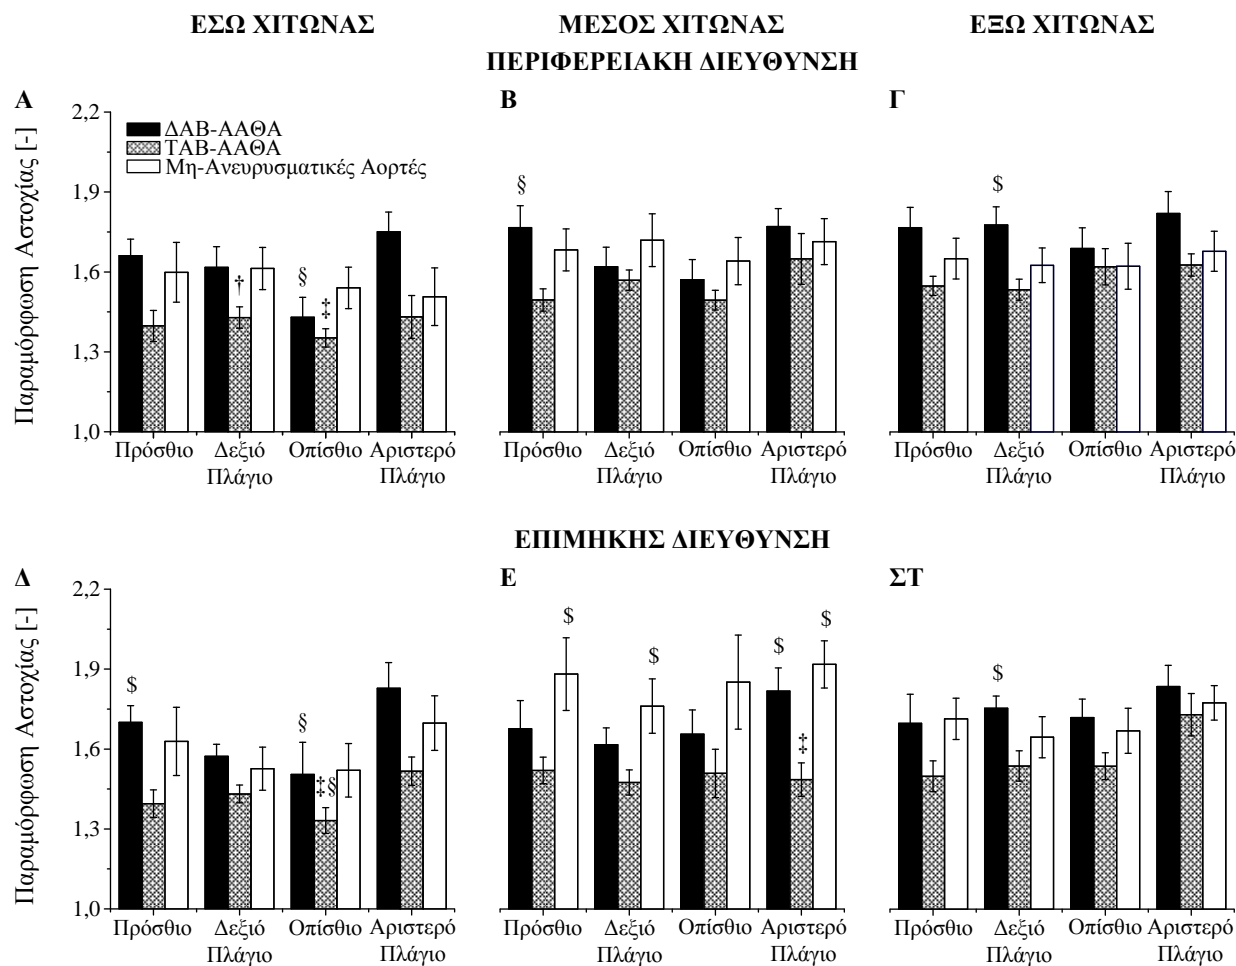 ΕΣΩ ΧΙΤΩΝΑΣ
ΜΕΣΟΣ ΧΙΤΩΝΑΣ
ΕΞΩ ΧΙΤΩΝΑΣ
ΠΕΡΙΦΕΡΕΙΑΚΗ ΔΙΕΥΘΥΝΣΗ
Α
Παραμόρφωση Αστοχίας [-]
2,2
1,9
1,6
1,3
1,0
ΔΑΒ-ΑΑΘΑ
ΤΑΒ-ΑΑΘΑ
Μη-Ανευρυσματικές Αορτές
†
§
‡
Πρόσθιο
Δεξιό
Πλάγιο
Οπίσθιο
Αριστερό
Πλάγιο
Β
§
Πρόσθιο
Δεξιό
Πλάγιο
Οπίσθιο
Αριστερό
Πλάγιο
Γ
$
Πρόσθιο
Δεξιό
Πλάγιο
Οπίσθιο
Αριστερό
Πλάγιο
ΕΠΙΜΗΚΗΣ ΔΙΕΥΘΥΝΣΗ
Δ
Παραμόρφωση Αστοχίας [-]
2,2
1,9
1,6
1,3
1,0
$
§
‡§
Πρόσθιο
Δεξιό
Πλάγιο
Οπίσθιο
Αριστερό
Πλάγιο
Ε
$
$
$
$
‡
Πρόσθιο
Δεξιό
Πλάγιο
Οπίσθιο
Αριστερό
Πλάγιο
ΣΤ
$
Πρόσθιο
Δεξιό
Πλάγιο
Οπίσθιο
Αριστερό
Πλάγιο